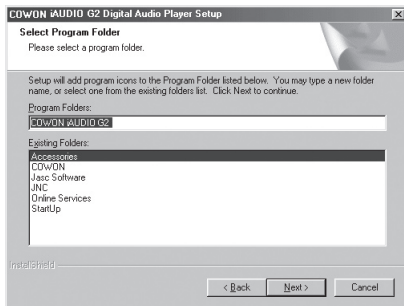 COWON iAUDIO G2 Digital Audio Player Setup
Select Program Folder
Please select a program folder.
Setup will add program icons to the Program Folder listed below. You may type a new folder
name, or select one from the existing folders list. Click Next to continue.
Program Folders:
COWON iAUDIO G2
Existing Folders:
Accessories
COWON
Jasc Software
JNC
Online Services
StartUp
InstallShield
< Back
Next >
Cancel